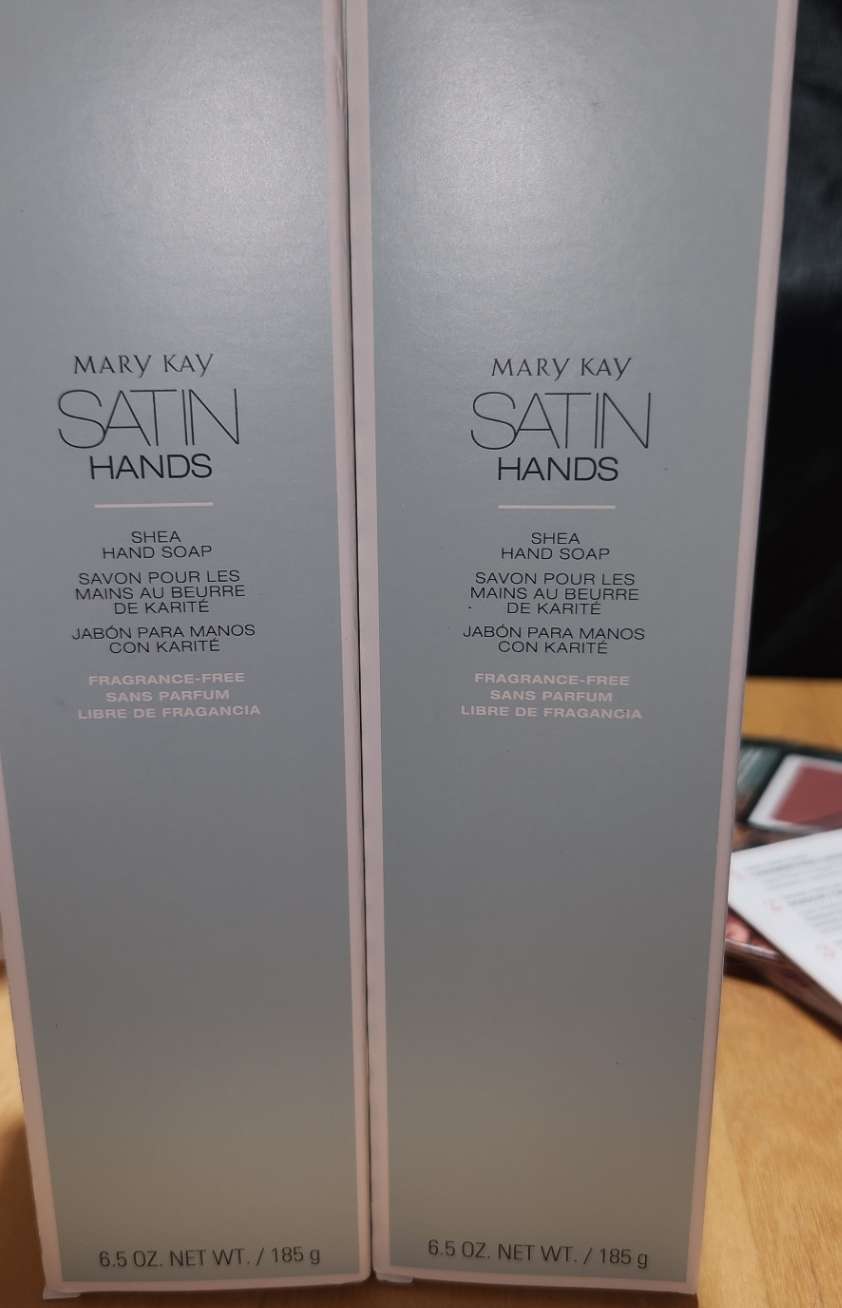 MARY KAY
SATIN
HANDS
SHEA
HAND SOAP
SAVON POUR LES
MAINS AU BEURRE
DE KARITÉ
JABÓN PARA MANOS
CON KARITÉ
FRAGRANCE-FREE
SANS PARFUM
LIBRE DE FRAGANCIA
6.5 OZ. NET WT. / 185 g
MARY KAY
SATIN
HANDS
SHEA
HAND SOAP
SAVON POUR LES
MAINS AU BEURRE
DE KARITÉ
JABÓN PARA MANOS
CON KARITÉ
FRAGRANCE-FREE
SANS PARFUM
LIBRE DE FRAGANCIA
6.5 OZ. NET WT. / 185 g